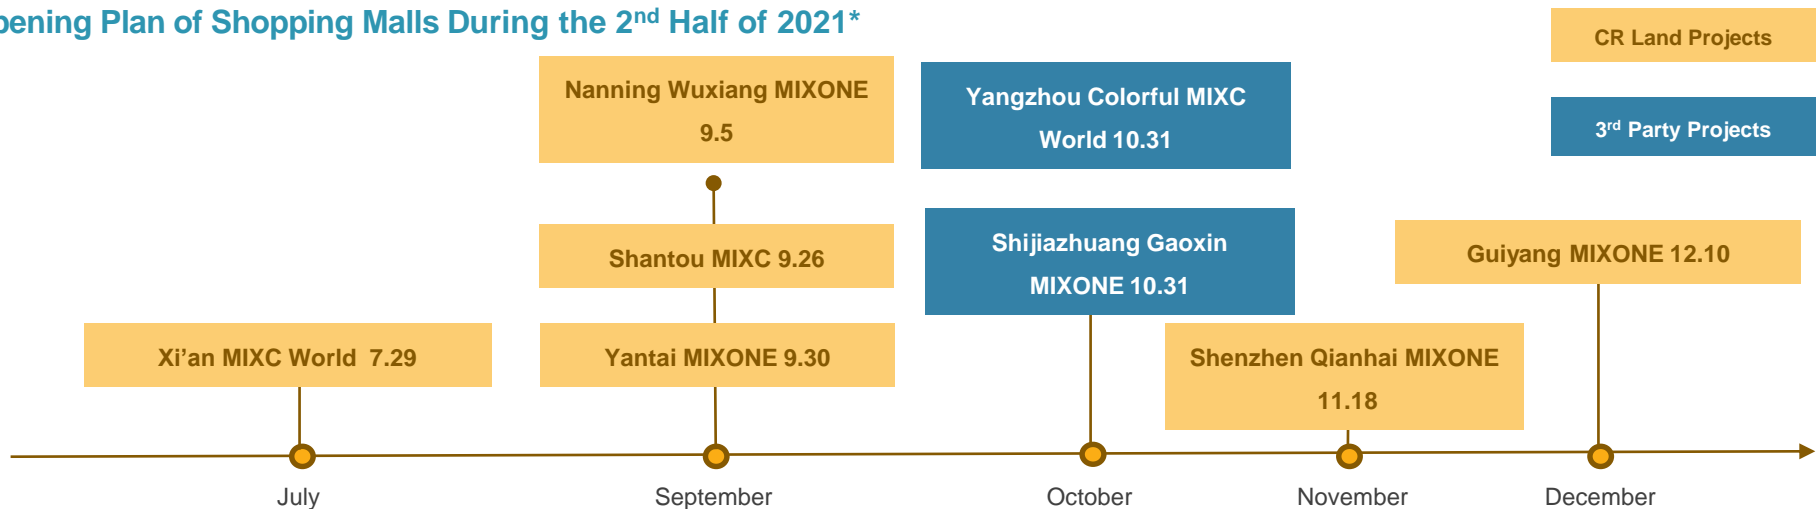 pening Plan of Shopping Malls During the 2nd Half of 2021*
CR Land Projects
3rd Party Projects
Nanning Wuxiang MIXONE
9.5
Yangzhou Colorful MIXC
World 10.31
Shantou MIXC 9.26
Shijiazhuang Gaoxin
MIXONE 10.31
Guiyang MIXONE 12.10
Xi’an MIXC World 7.29
Yantai MIXONE 9.30
Shenzhen Qianhai MIXONE
11.18
July
September
October
November
December